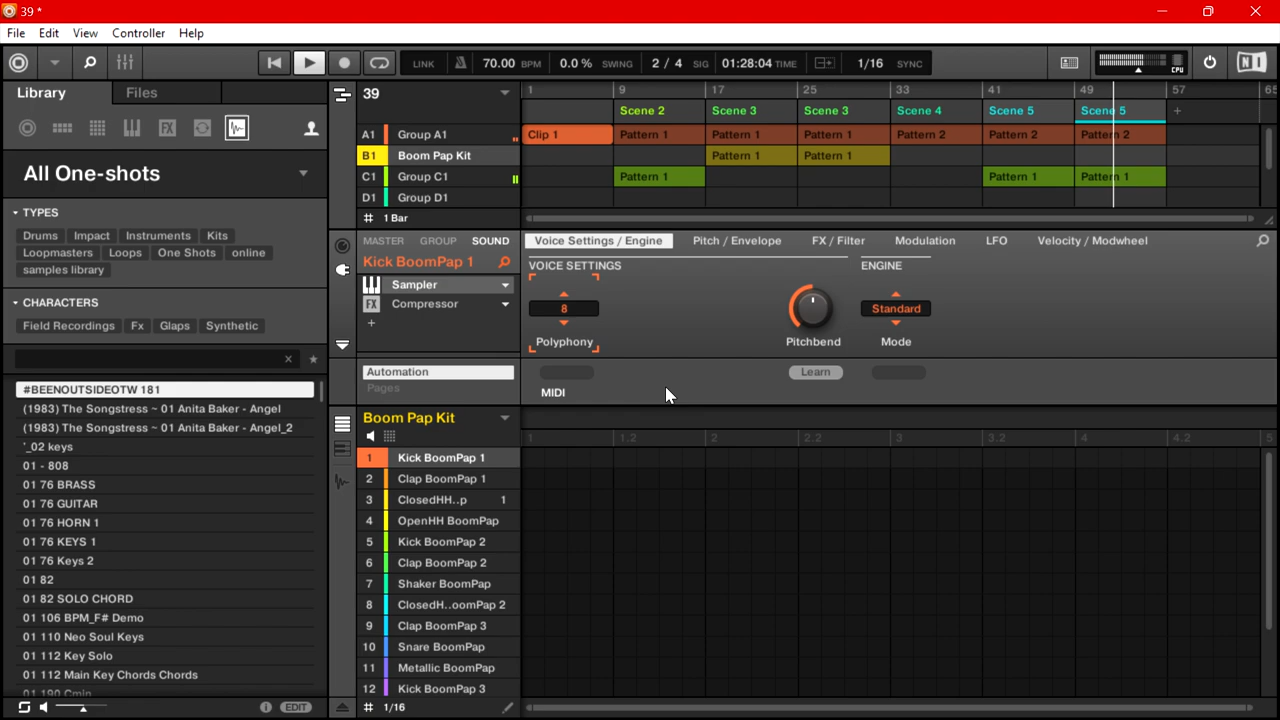 39 *
File Edit View Controller Help
LINK 70.00 BPM 0.0 % SWING 2 / 4 SIG 01:28:04 TIME 1/16 SYNC CPU
Library Files
39 1 9 17 25 33 41 49 57 65
Scene 2 Scene 3 Scene 3 Scene 4 Scene 5 Scene 5 +
A1 Group A1 Clip 1 Pattern 1 Pattern 1 Pattern 1 Pattern 2 Pattern 1 Pattern 2
B1 Boom Pap Kit Pattern 1 Pattern 1
C1 Group C1 Pattern 1 Pattern 1 Pattern 1
D1 Group D1
1 Bar
All One-shots
TYPES
Drums Impact Instruments Kits
Loopmasters Loops One Shots online
samples library
CHARACTERS
Field Recordings Fx Glaps Synthetic
#BEENOUTSIDEOTW 181
(1983) The Songstress ~ 01 Anita Baker - Angel
(1983) The Songstress ~ 01 Anita Baker - Angel_2
'_02 keys
01 - 808
01 76 BRASS
01 76 GUITAR
01 76 HORN 1
01 76 KEYS 1
01 76 Keys 2
01 82
01 82 SOLO CHORD
01 106 BPM_F# Demo
01 110 Neo Soul Keys
01 112 Key Solo
01 112 Main Key Chords Chords
01 190 Cmin
EDIT
MASTER GROUP SOUND
Kick BoomPap 1
Sampler
FX Compressor
+
Automation
Pages
Voice Settings / Engine Pitch / Envelope FX / Filter Modulation LFO Velocity / Modwheel
VOICE SETTINGS ENGINE
8 Standard
Polyphony Pitchbend Mode
Learn
MIDI
Boom Pap Kit
1 1.2 2 2.2 3 3.2 4 4.2 5
1 Kick BoomPap 1
2 Clap BoomPap 1
3 ClosedHH..p 1
4 OpenHH BoomPap
5 Kick BoomPap 2
6 Clap BoomPap 2
7 Shaker BoomPap
8 ClosedH..oomPap 2
9 Clap BoomPap 3
10 Snare BoomPap
11 Metallic BoomPap
12 Kick BoomPap 3
1/16